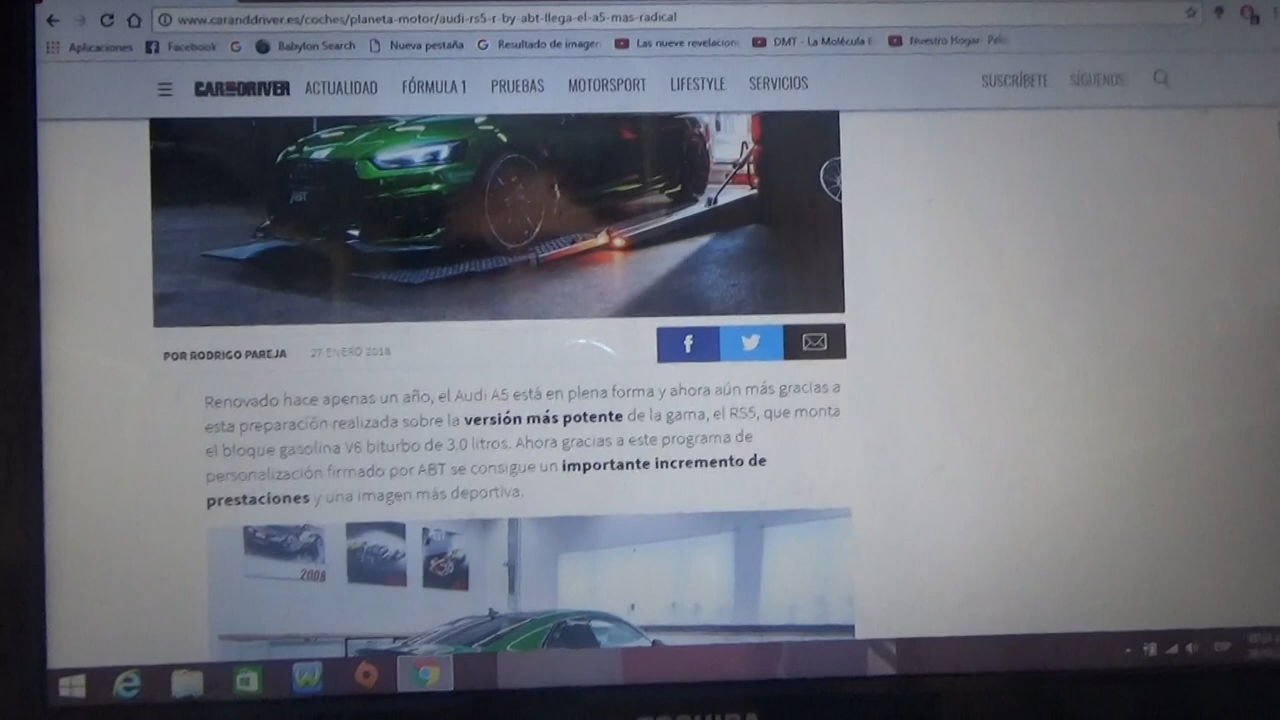 www.caranddriver.es/coches/planeta-motor/audi-rs5-r-by-abt-llega-el-a5-mas-radical
Aplicaciones Facebook Babylon Search Nueva pestaña Resultado de imagen Las nueve revelacion DMT - La Molécula E Nuestro Hogar
CAR DRIVER ACTUALIDAD FÓRMULA 1 PRUEBAS MOTORSPORT LIFESTYLE SERVICIOS SUSCRÍBETE SÍGUENOS
ABT
POR RODRIGO PAREJA 27 ENERO 2018
Renovado hace apenas un año, el Audi A5 está en plena forma y ahora aún más gracias a
esta preparación realizada sobre la versión más potente de la gama, el RS5, que monta
el bloque gasolina V6 biturbo de 3.0 litros. Ahora gracias a este programa de
personalización firmado por ABT se consigue un importante incremento de
prestaciones y una imagen más deportiva.
2008
TOSHIBA